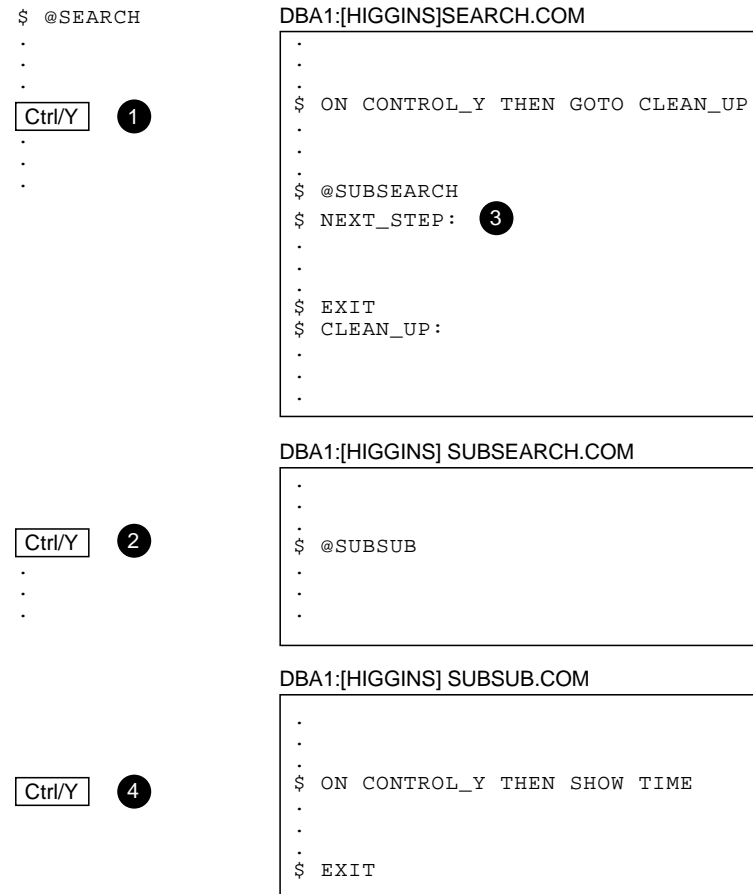 $ @SEARCH
.
.
.
Ctrl/Y 1
.
.
.
DBA1:[HIGGINS]SEARCH.COM
.
.
.
$ ON CONTROL_Y THEN GOTO CLEAN_UP
.
.
.
$ @SUBSEARCH
$ NEXT_STEP: 3
.
.
.
$ EXIT
$ CLEAN_UP:
.
.
.
DBA1:[HIGGINS] SUBSEARCH.COM
.
.
.
Ctrl/Y 2
$ @SUBSUB
.
.
.
.
.
.
DBA1:[HIGGINS] SUBSUB.COM
.
.
.
Ctrl/Y 4
$ ON CONTROL_Y THEN SHOW TIME
.
.
.
$ EXIT